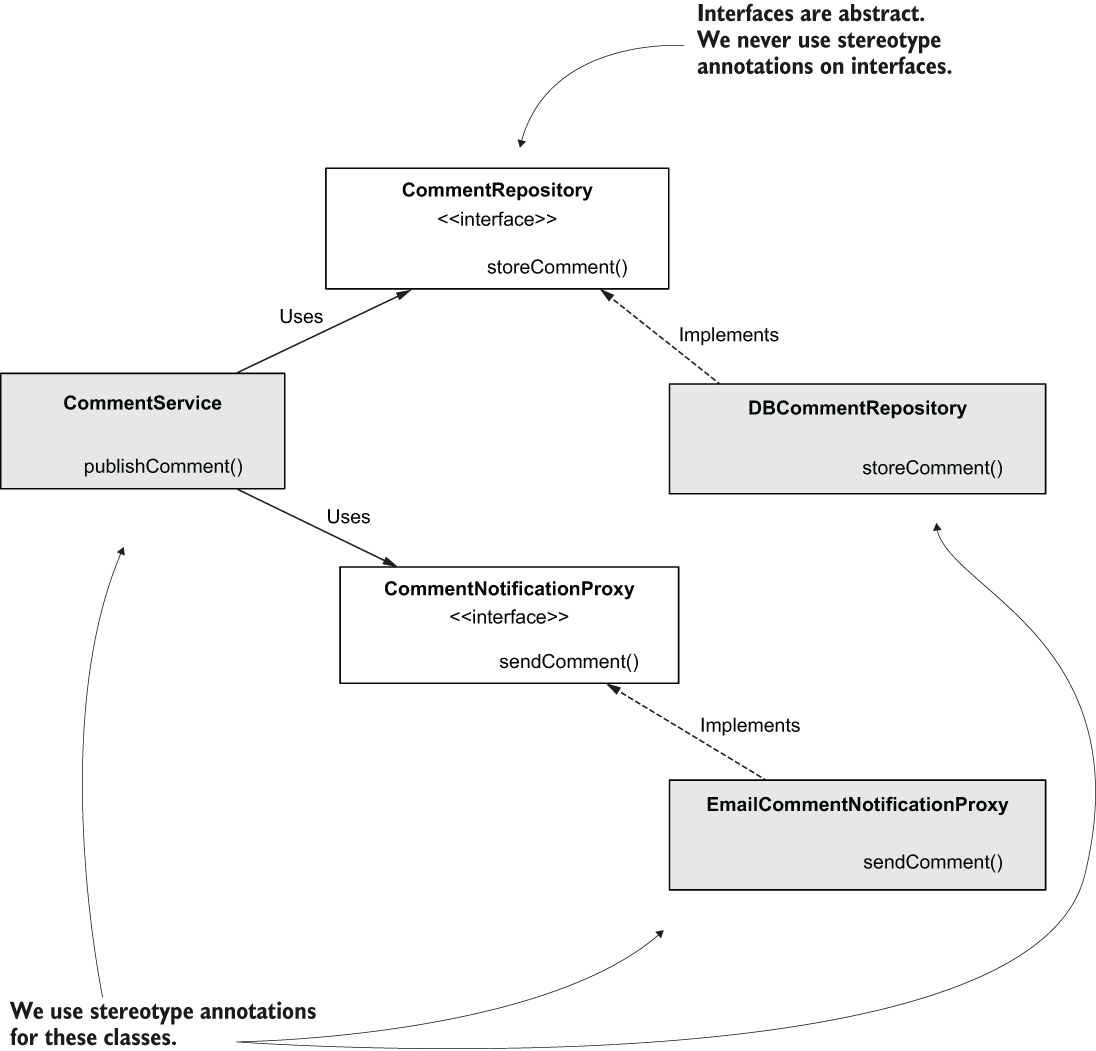 Interfaces are abstract.
We never use stereotype
annotations on interfaces.
CommentRepository
<<interface>>
storeComment()
Uses
Implements
CommentService
publishComment()
DBCommentRepository
storeComment()
Uses
CommentNotificationProxy
<<interface>>
sendComment()
Implements
EmailCommentNotificationProxy
sendComment()
We use stereotype annotations
for these classes.